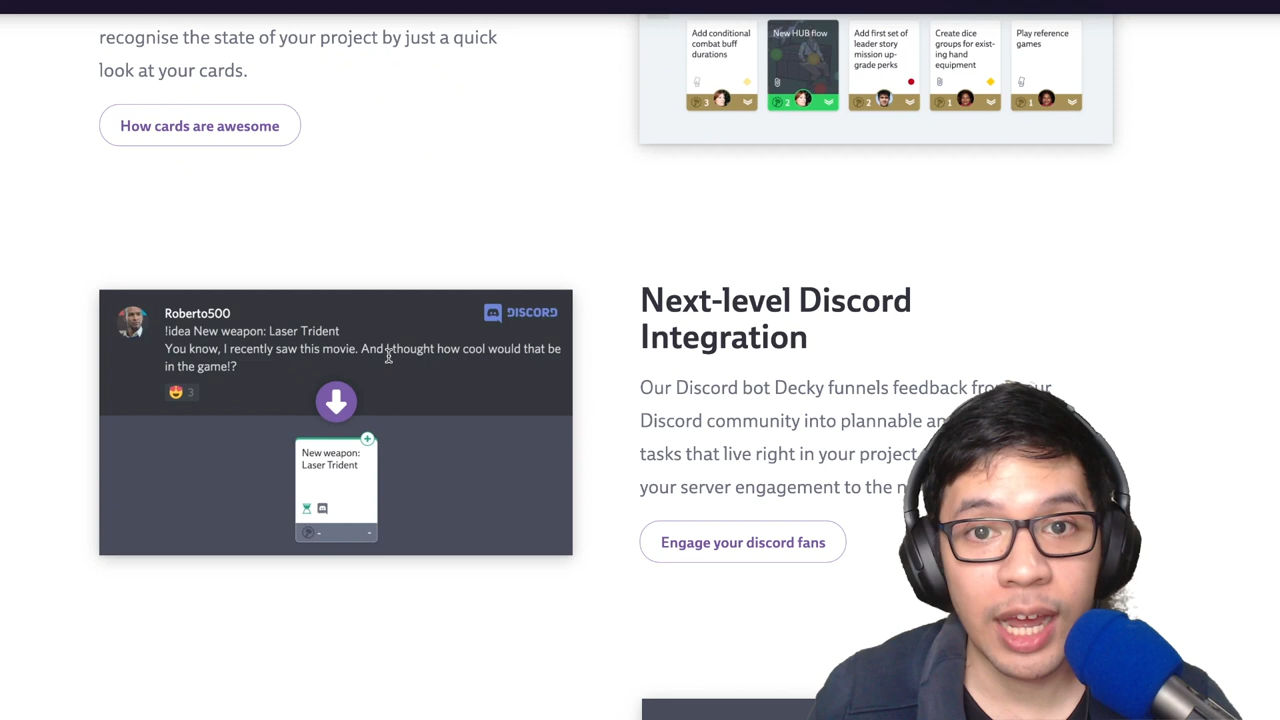 recognise the state of your project by just a quick
look at your cards.
How cards are awesome
Add conditional
combat buff
durations
3
New HUB flow
2
Add first set of
leader story
mission up-
grade perks
2
Create dice
groups for exist-
ing hand
equipment
1
Play reference
games
1
Roberto500
DISCORD
!idea New weapon: Laser Trident
You know, I recently saw this movie. And I thought how cool would that be
in the game!?
3
New weapon:
Laser Trident
-
-
Next-level Discord
Integration
Our Discord bot Decky funnels feedback from your
Discord community into plannable
tasks that live right in your project
your server engagement to the
Engage your discord fans